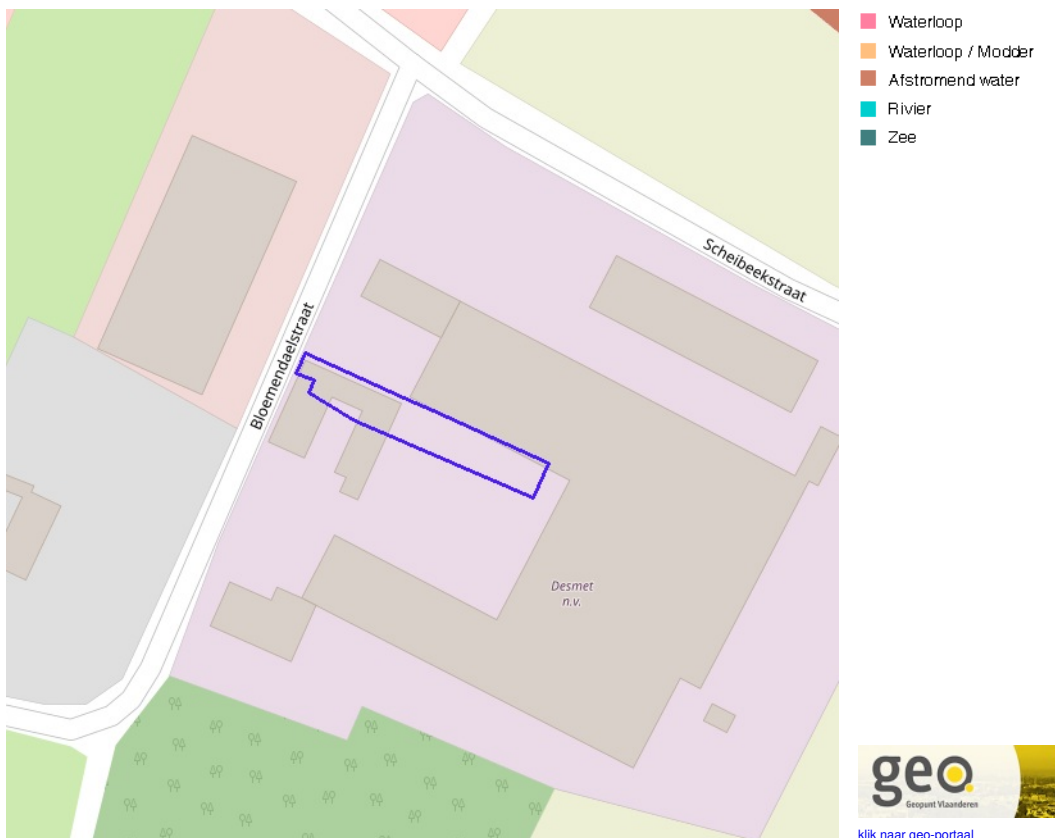 Waterloop
Waterloop / Modder
Afstromend water
Rivier
Zee
Scheibeekstraat
Bloemendaelstraat
Desmet
n.v.
geo
Geopunt Vlaanderen
klik naar geo-portaal